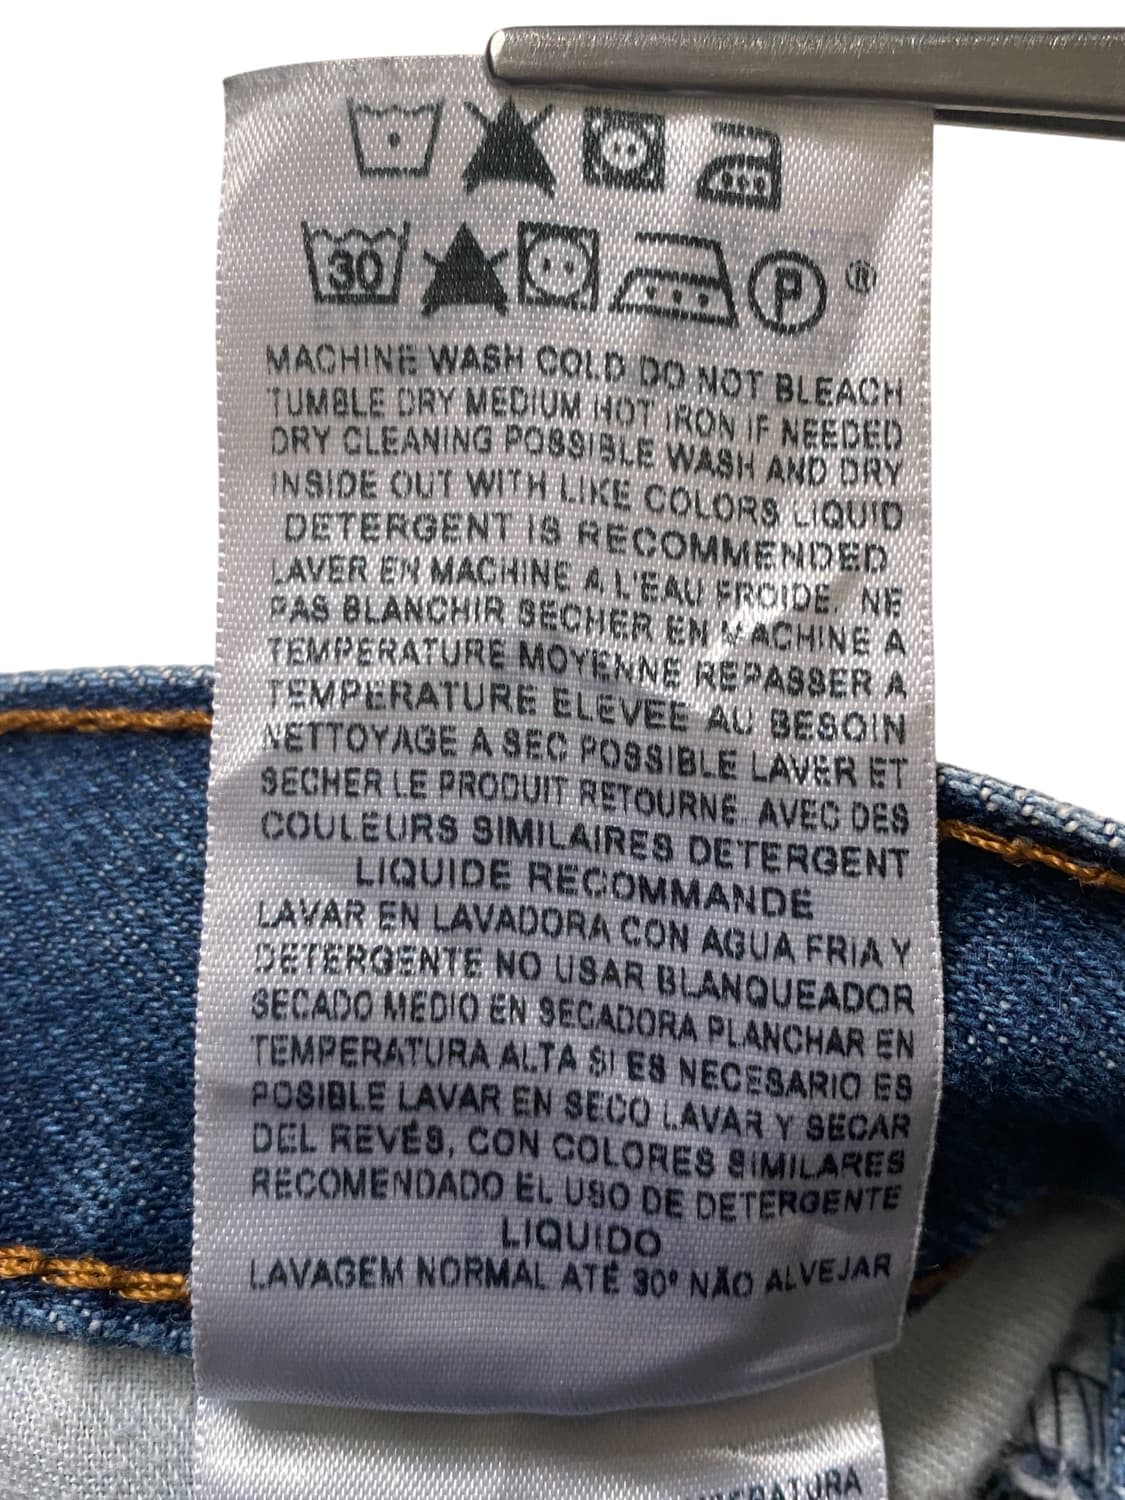 30 P ®
MACHINE WASH COLD DO NOT BLEACH
TUMBLE DRY MEDIUM HOT IRON IF NEEDED
DRY CLEANING POSSIBLE WASH AND DRY
INSIDE OUT WITH LIKE COLORS LIQUID
DETERGENT IS RECOMMENDED
LAVER EN MACHINE A L'EAU FROIDE. NE
PAS BLANCHIR SECHER EN MACHINE A
TEMPERATURE MOYENNE REPASSER A
TEMPERATURE ELEVEE AU BESOIN
NETTOYAGE A SEC POSSIBLE LAVER ET
SECHER LE PRODUIT RETOURNE. AVEC DES
COULEURS SIMILAIRES DETERGENT
LIQUIDE RECOMMANDE
LAVAR EN LAVADORA CON AGUA FRIA Y
DETERGENTE NO USAR BLANQUEADOR
SECADO MEDIO EN SECADORA PLANCHAR EN
TEMPERATURA ALTA SI ES NECESARIO ES
POSIBLE LAVAR EN SECO LAVAR Y SECAR
DEL REVÉS, CON COLORES SIMILARES
RECOMENDADO EL USO DE DETERGENTE
LIQUIDO
LAVAGEM NORMAL ATÉ 30º NÃO ALVEJAR